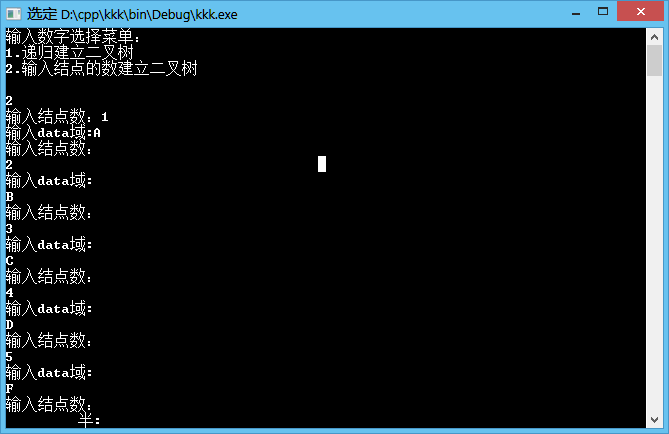 选定 D:\cpp\kkk\bin\Debug\kkk.exe
输入数字选择菜单：
1.递归建立二叉树
2.输入结点的数建立二叉树
2
输入结点数：1
输入data域:A
输入结点数：
2
输入data域：
B
输入结点数：
3
输入data域：
C
输入结点数：
4
输入data域：
D
输入结点数：
5
输入data域：
F
输入结点数：
半：